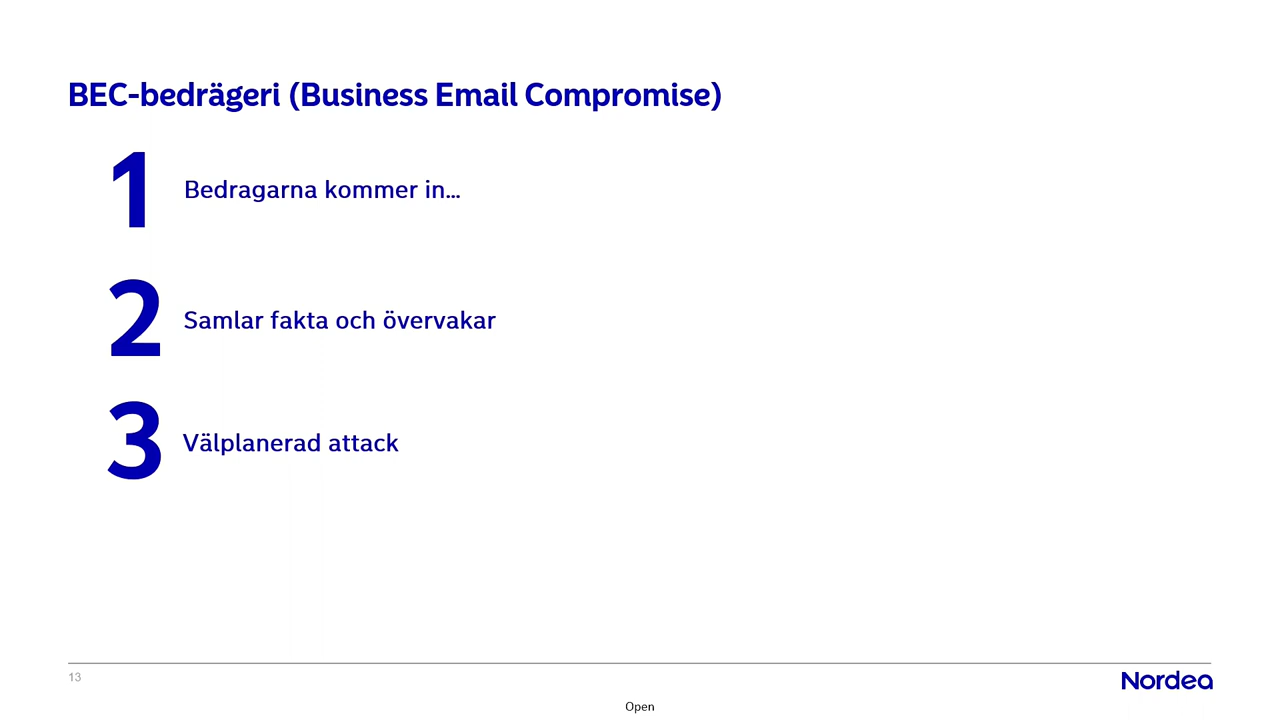 BEC-bedrägeri (Business Email Compromise)
1 Bedragarna kommer in...
2 Samlar fakta och övervakar
3 Välplanerad attack
13
Nordea
Open